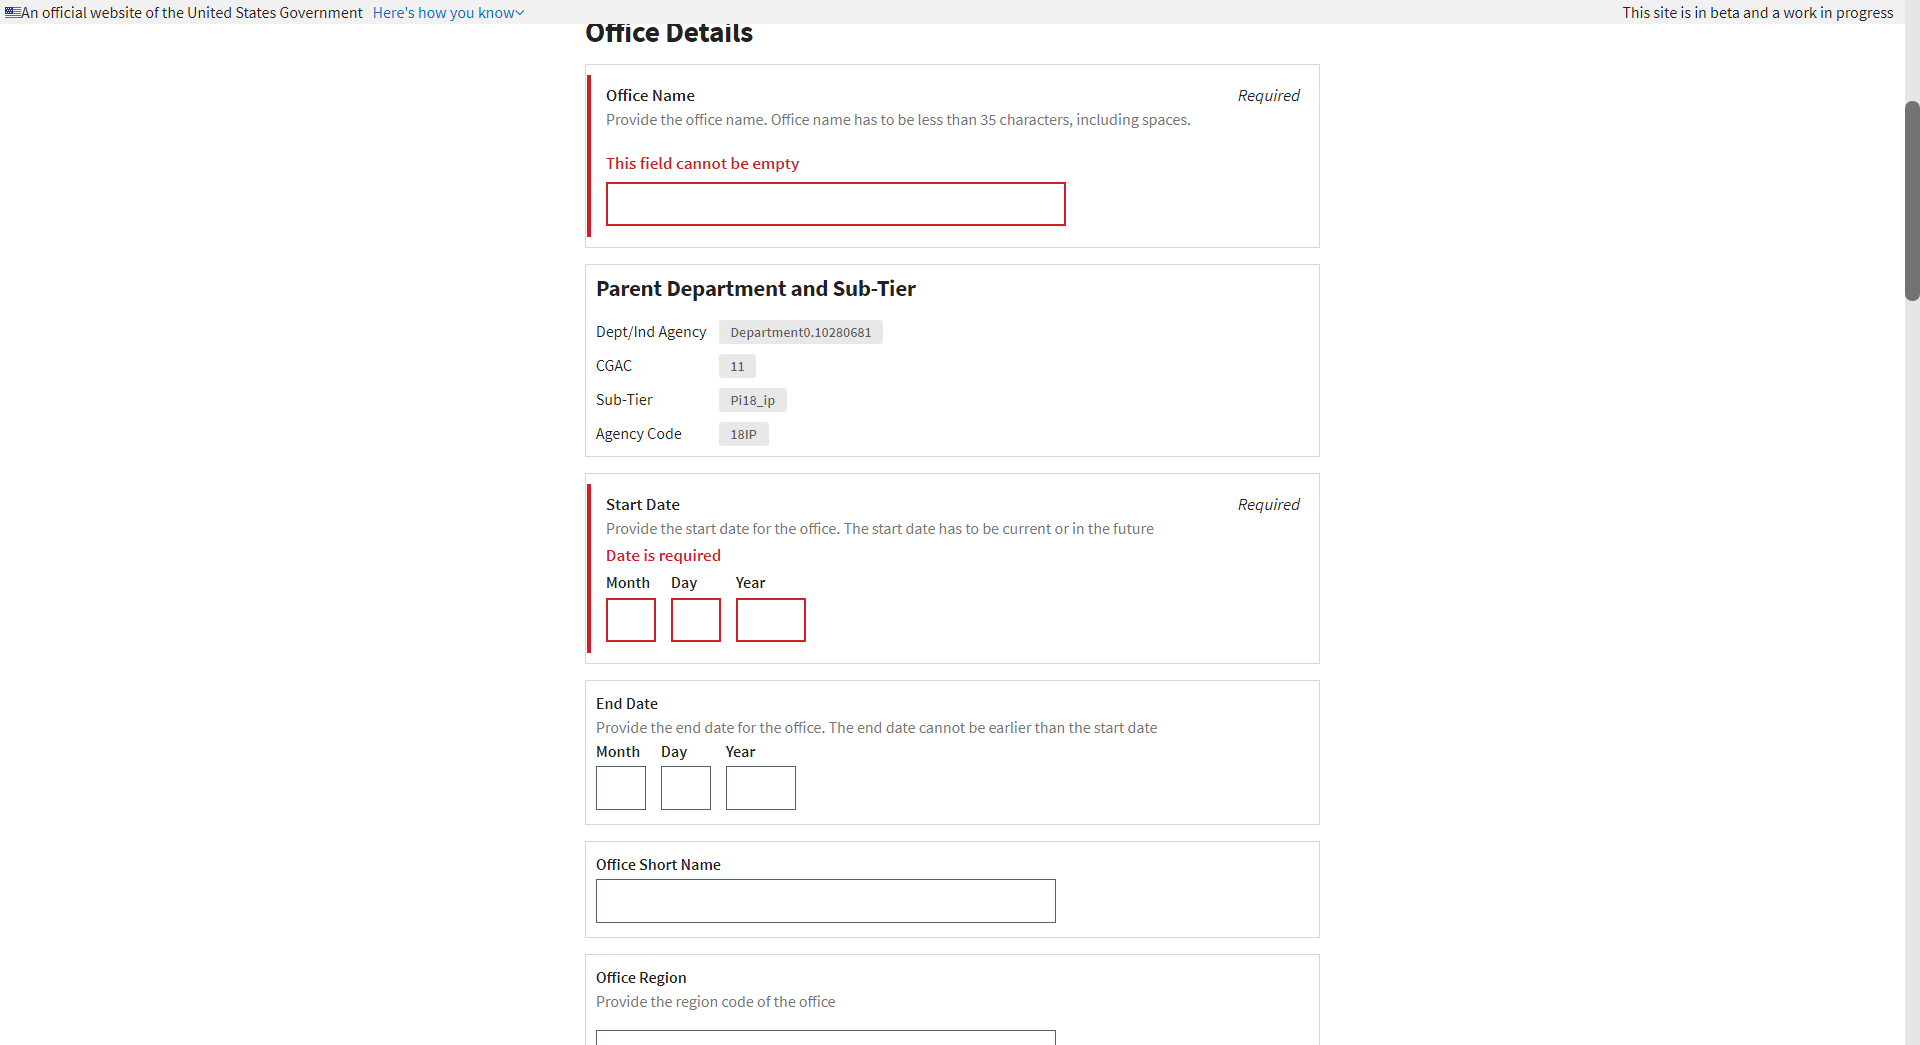 An official website of the United States Government Here's how you know
This site is in beta and a work in progress
Office Details
Office Name
Required
Provide the office name. Office name has to be less than 35 characters, including spaces.
This field cannot be empty
Parent Department and Sub-Tier
Dept/Ind Agency Department0.10280681
CGAC 11
Sub-Tier Pi18_ip
Agency Code 18IP
Start Date
Required
Provide the start date for the office. The start date has to be current or in the future
Date is required
Month Day Year
End Date
Provide the end date for the office. The end date cannot be earlier than the start date
Month Day Year
Office Short Name
Office Region
Provide the region code of the office